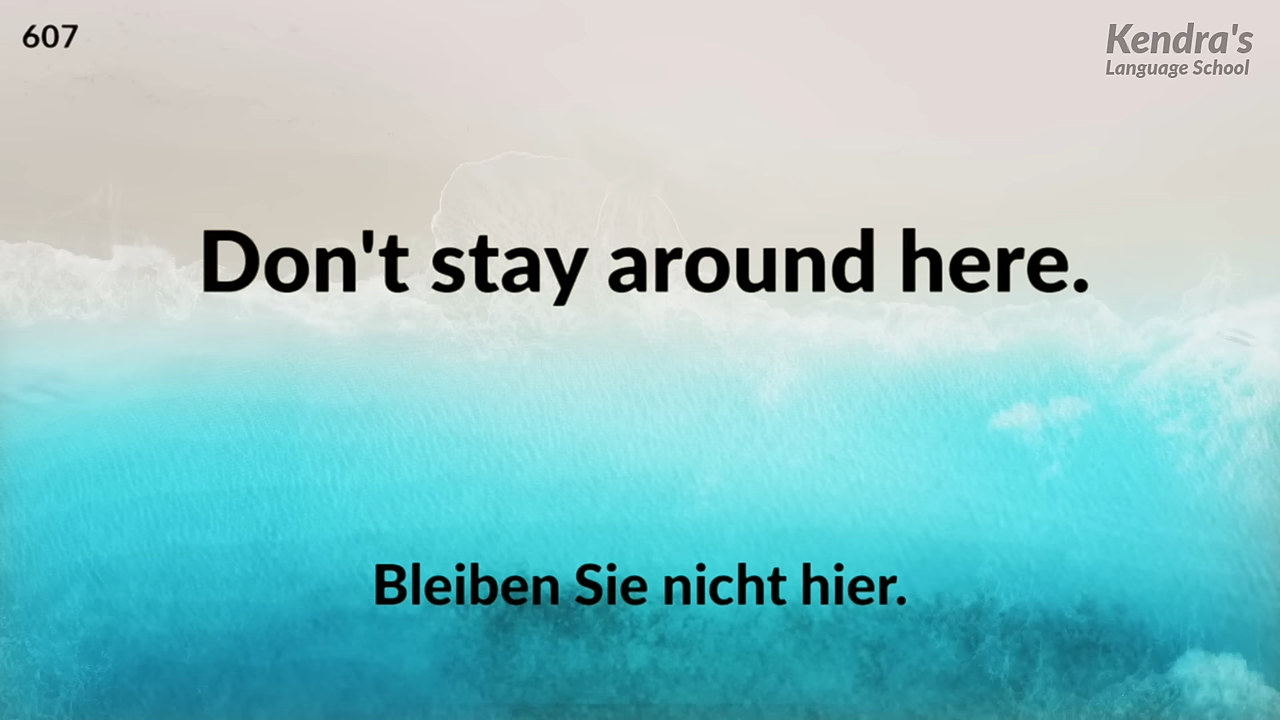 607
Kendra's
Language School
Don't stay around here.
Bleiben Sie nicht hier.